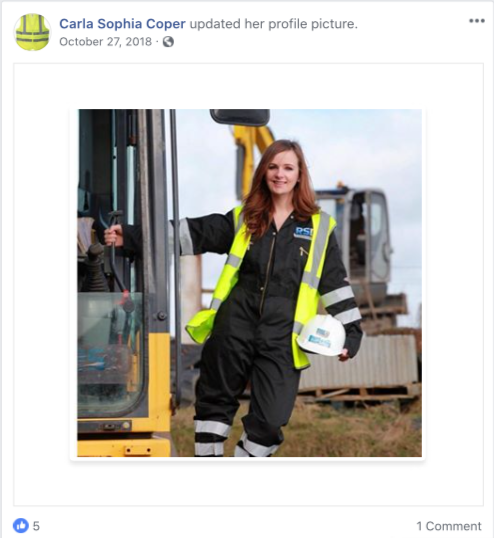 Carla Sophia Coper updated her profile picture.
October 27, 2018 ·
5
1 Comment